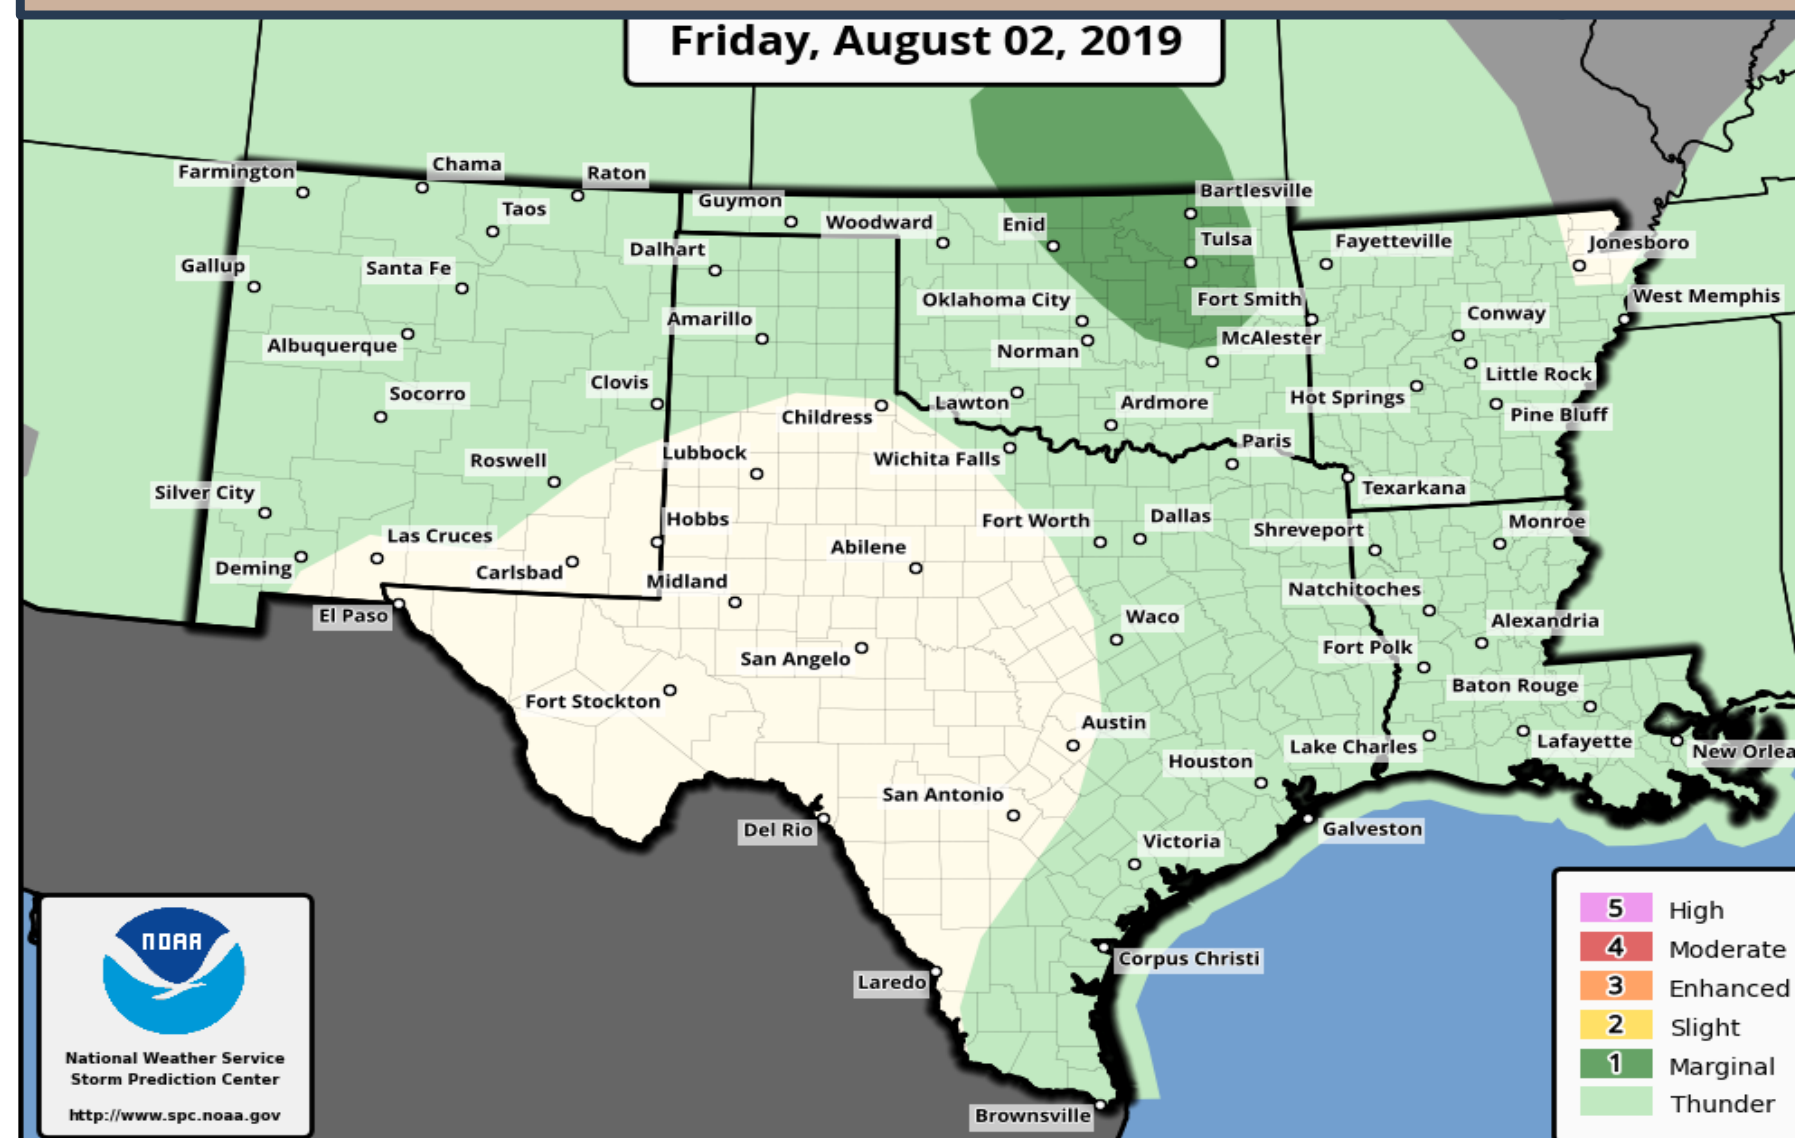 Friday, August 02, 2019
Farmington
Chama
Raton
Taos
Guymon
Woodward
Enid
Bartlesville
Tulsa
Fayetteville
Jonesboro
Gallup
Santa Fe
Dalhart
Oklahoma City
Fort Smith
West Memphis
Albuquerque
Amarillo
Norman
McAlester
Conway
Little Rock
Socorro
Clovis
Childress
Lawton
Ardmore
Hot Springs
Pine Bluff
Roswell
Lubbock
Wichita Falls
Paris
Texarkana
Silver City
Las Cruces
Hobbs
Fort Worth
Dallas
Shreveport
Monroe
Deming
Carlsbad
Midland
Abilene
Natchitoches
El Paso
San Angelo
Waco
Fort Polk
Alexandria
Fort Stockton
Austin
Baton Rouge
Houston
Lake Charles
Lafayette
New Orlea
San Antonio
Del Rio
Victoria
Galveston
Laredo
Corpus Christi
Brownsville
NOAA
National Weather Service
Storm Prediction Center
http://www.spc.noaa.gov
5 High
4 Moderate
3 Enhanced
2 Slight
1 Marginal
Thunder